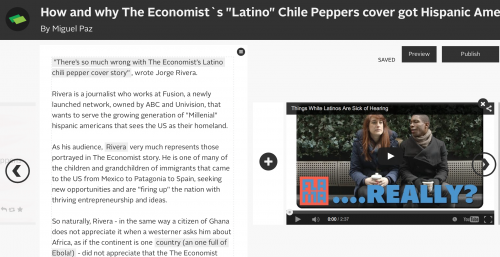 How and why The Economist`s "Latino" Chile Peppers cover got Hispanic Ame
By Miguel Paz
SAVED
Preview
Publish
"There's so much wrong with The Economist's Latino
chili pepper cover story", wrote Jorge Rivera.
Rivera is a journalist who works at Fusion, a newly
launched network, owned by ABC and Univision, that
wants to serve the growing generation of "Millenial"
hispanic americans that sees the US as their homeland.
As his audience, Rivera very much represents those
portrayed in The Economist story. He is one of many of
the children and grandchildren of immigrants that came
to the US from Mexico to Patagonia to Spain, seeking
new opportunities and are "firing up" the nation with
thriving entrepreneurship and ideas.
So naturally, Rivera - in the same way a citizen of Ghana
does not appreciate it when a westerner asks him about
Africa, as if the continent is one country (an one full of
Ebola!) - did not appreciate that the The Economist
Things White Latinos Are Sick of Hearing
FLAMA
....REALLY?
0:00 / 2:37
YouTube